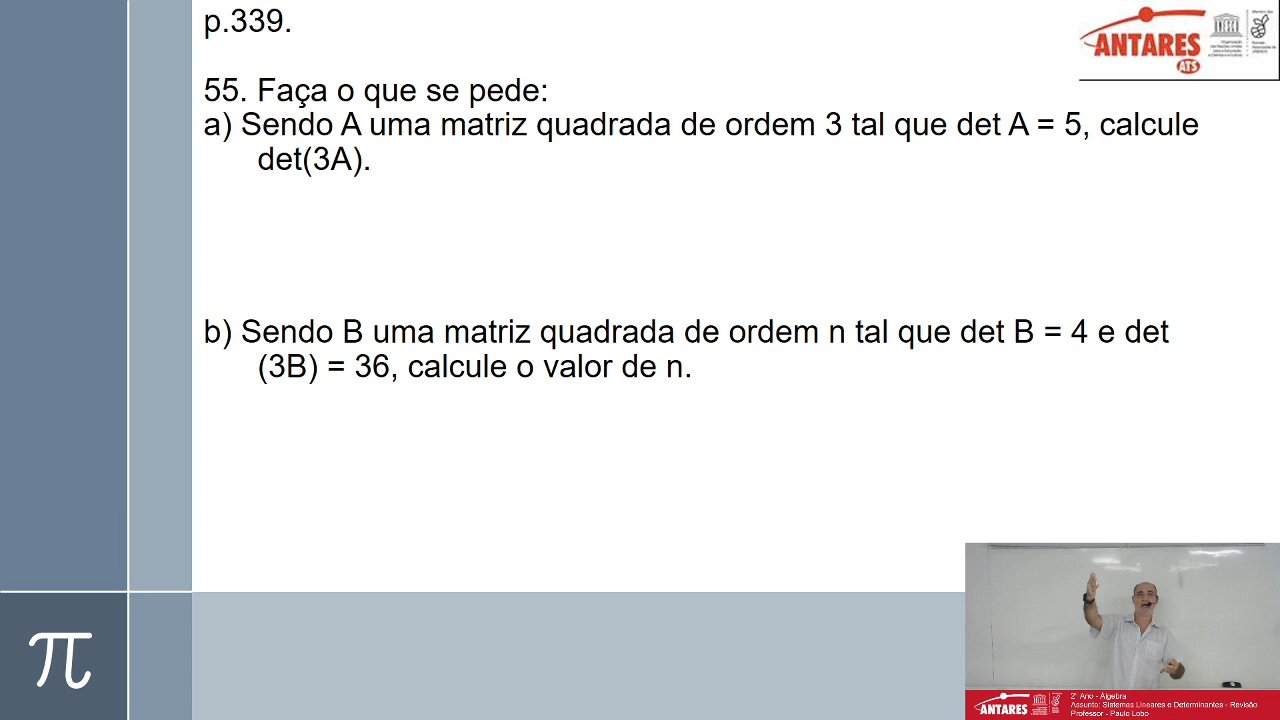 p.339.
ANTARES
ATS
UNESCO
55. Faça o que se pede:
a) Sendo A uma matriz quadrada de ordem 3 tal que det A = 5, calcule
det(3A).
b) Sendo B uma matriz quadrada de ordem n tal que det B = 4 e det
(3B) = 36, calcule o valor de n.
π
ANTARES
2º Ano - Álgebra
Assunto: Sistemas Lineares e Determinantes - Revisão
Professor - Paulo Lobo